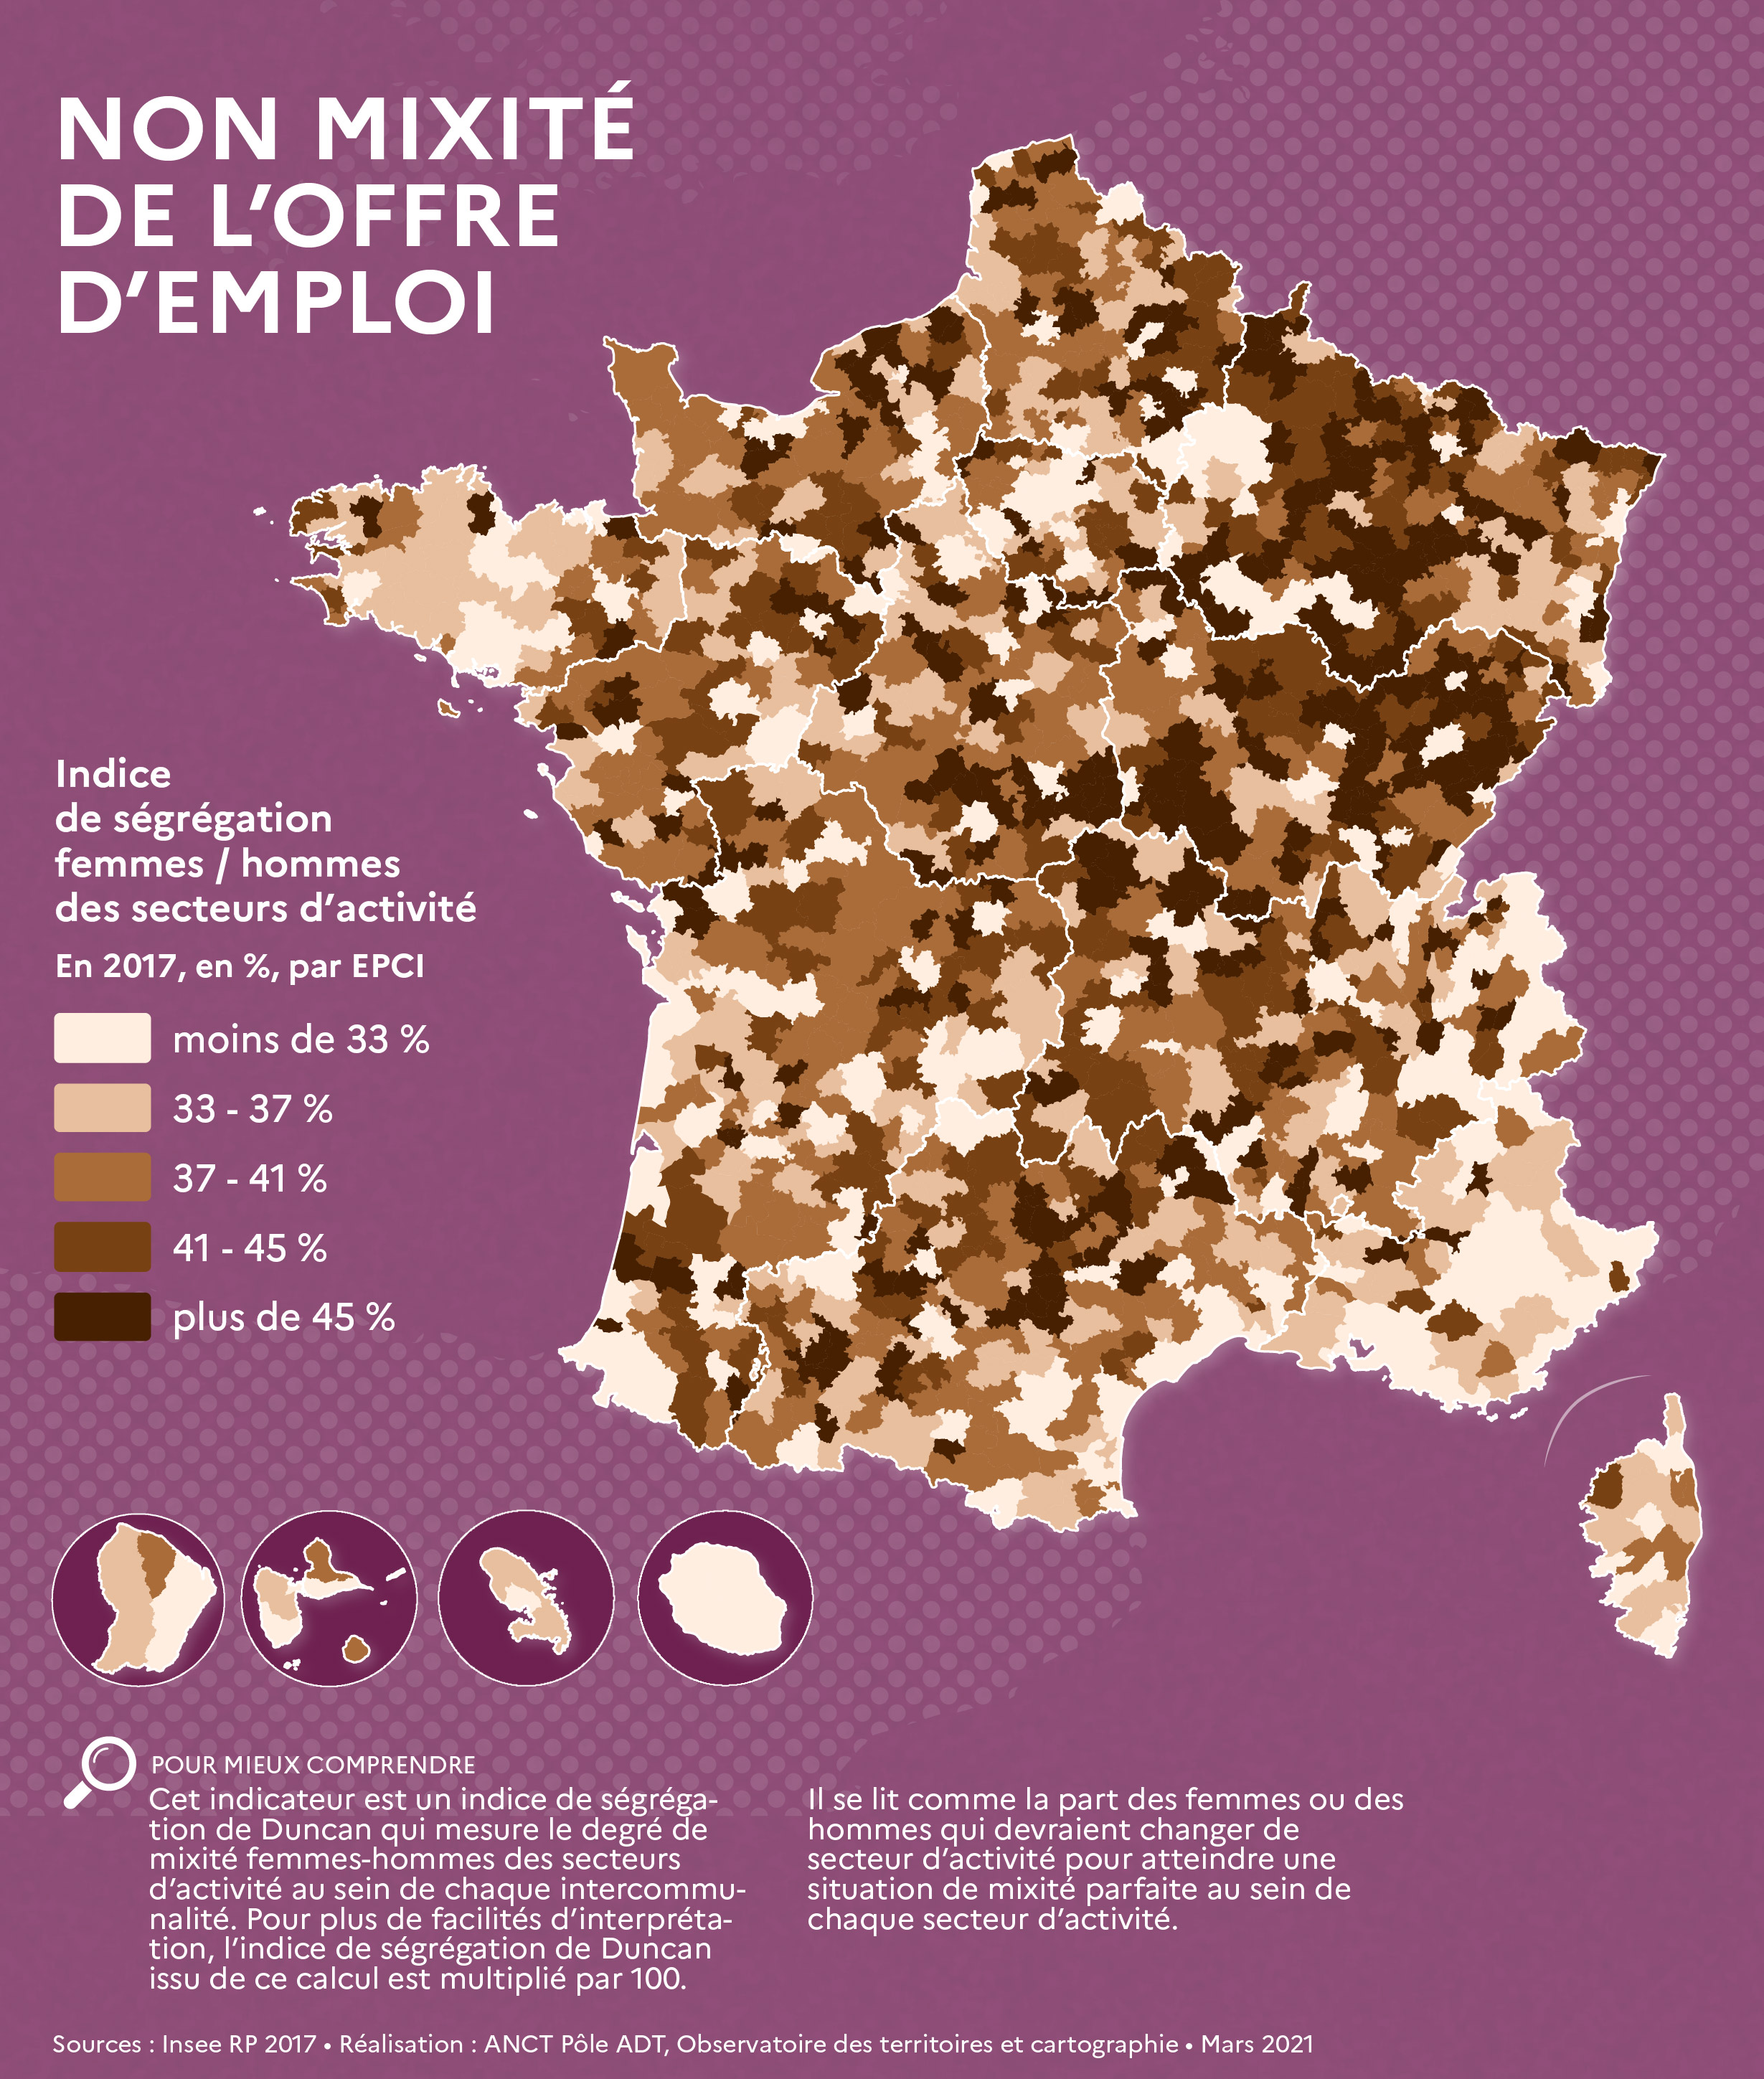 NON MIXITÉ
DE L’OFFRE
D’EMPLOI
Indice
de ségrégation
femmes / hommes
des secteurs d’activité
En 2017, en %, par EPCI
moins de 33 %
33 - 37 %
37 - 41 %
41 - 45 %
plus de 45 %
POUR MIEUX COMPRENDRE
Cet indicateur est un indice de ségréga-
tion de Duncan qui mesure le degré de
mixité femmes-hommes des secteurs
d’activité au sein de chaque intercommu-
nalité. Pour plus de facilités d’interpréta-
tion, l’indice de ségrégation de Duncan
issu de ce calcul est multiplié par 100.
Il se lit comme la part des femmes ou des
hommes qui devraient changer de
secteur d’activité pour atteindre une
situation de mixité parfaite au sein de
chaque secteur d’activité.
Sources : Insee RP 2017 • Réalisation : ANCT Pôle ADT, Observatoire des territoires et cartographie • Mars 2021